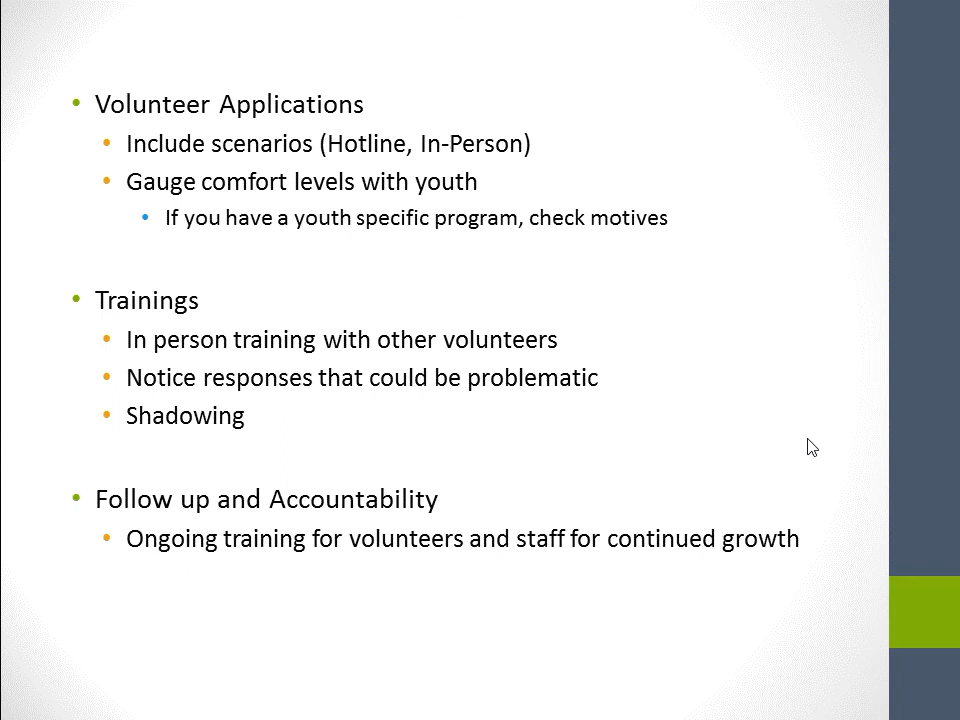 • Volunteer Applications
• Include scenarios (Hotline, In-Person)
• Gauge comfort levels with youth
• If you have a youth specific program, check motives
• Trainings
• In person training with other volunteers
• Notice responses that could be problematic
• Shadowing
• Follow up and Accountability
• Ongoing training for volunteers and staff for continued growth